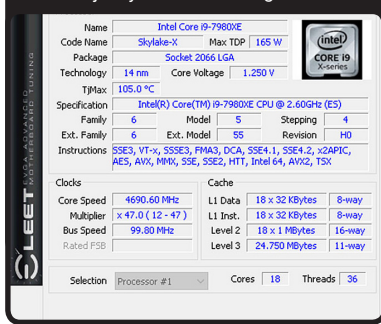 Name Intel Core i9-7980XE
Code Name Skylake-X Max TDP 165 W
Package Socket 2066 LGA
Technology 14 nm Core Voltage 1.250 V
TjMax 105.0 °C
Specification Intel(R) Core(TM) i9-7980XE CPU @ 2.60GHz (ES)
Family 6 Model 5 Stepping 4
Ext. Family 6 Ext. Model 55 Revision H0
Instructions SSE3, VT-x, SSSE3, FMA3, DCA, SSE4.1, SSE4.2, x2APIC,
AES, AVX, MMX, SSE, SSE2, HTT, Intel 64, AVX2, TSX
(intel)
CORE i9
X-series
Clocks
Core Speed 4690.60 MHz
Multiplier x 47.0 ( 12 - 47 )
Bus Speed 99.80 MHz
Rated FSB
Cache
L1 Data 18 x 32 KBytes 8-way
L1 Inst. 18 x 32 KBytes 8-way
Level 2 18 x 1 MBytes 16-way
Level 3 24.750 MBytes 11-way
Selection Processor #1 Cores 18 Threads 36
ELEET
EVGA ADVANCED
MOTHERBOARD TUNING